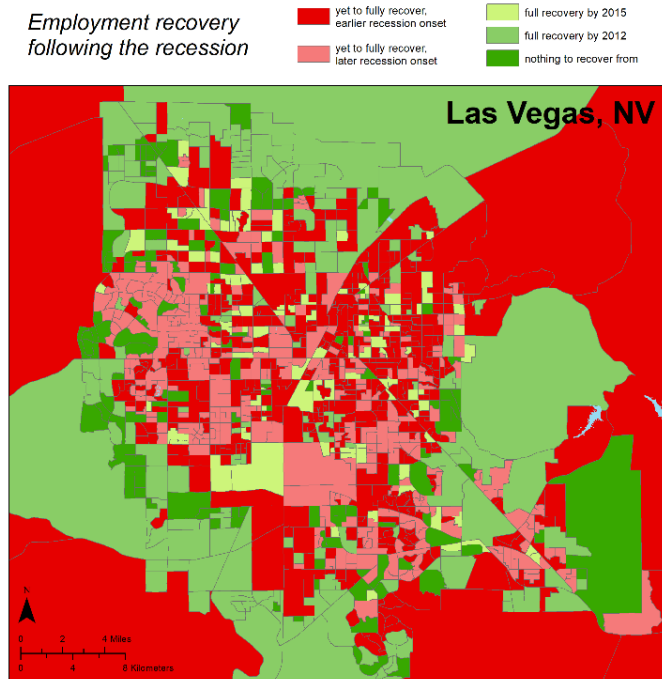 Employment recovery
following the recession
yet to fully recover,
earlier recession onset
yet to fully recover,
later recession onset
full recovery by 2015
full recovery by 2012
nothing to recover from
Las Vegas, NV
N
0 2 4 Miles
0 4 8 Kilometers